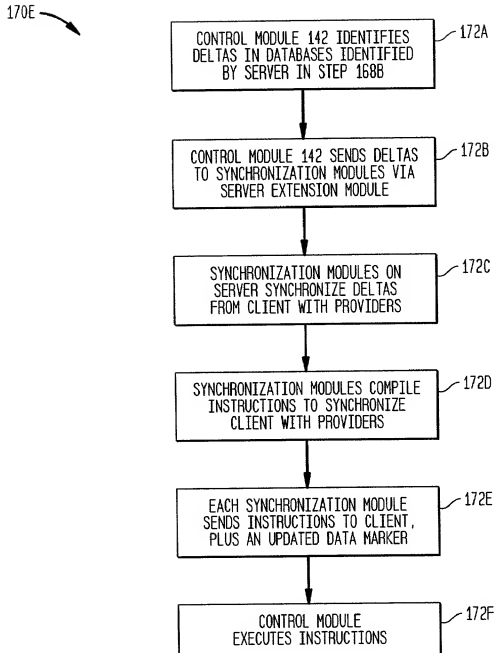 170E
CONTROL MODULE 142 IDENTIFIES
DELTAS IN DATABASES IDENTIFIED
BY SERVER IN STEP 168B
172A
CONTROL MODULE 142 SENDS DELTAS
TO SYNCHRONIZATION MODULES VIA
SERVER EXTENSION MODULE
172B
SYNCHRONIZATION MODULES ON
SERVER SYNCHRONIZE DELTAS
FROM CLIENT WITH PROVIDERS
172C
SYNCHRONIZATION MODULES COMPILE
INSTRUCTIONS TO SYNCHRONIZE
CLIENT WITH PROVIDERS
172D
EACH SYNCHRONIZATION MODULE
SENDS INSTRUCTIONS TO CLIENT,
PLUS AN UPDATED DATA MARKER
172E
CONTROL MODULE
EXECUTES INSTRUCTIONS
172F